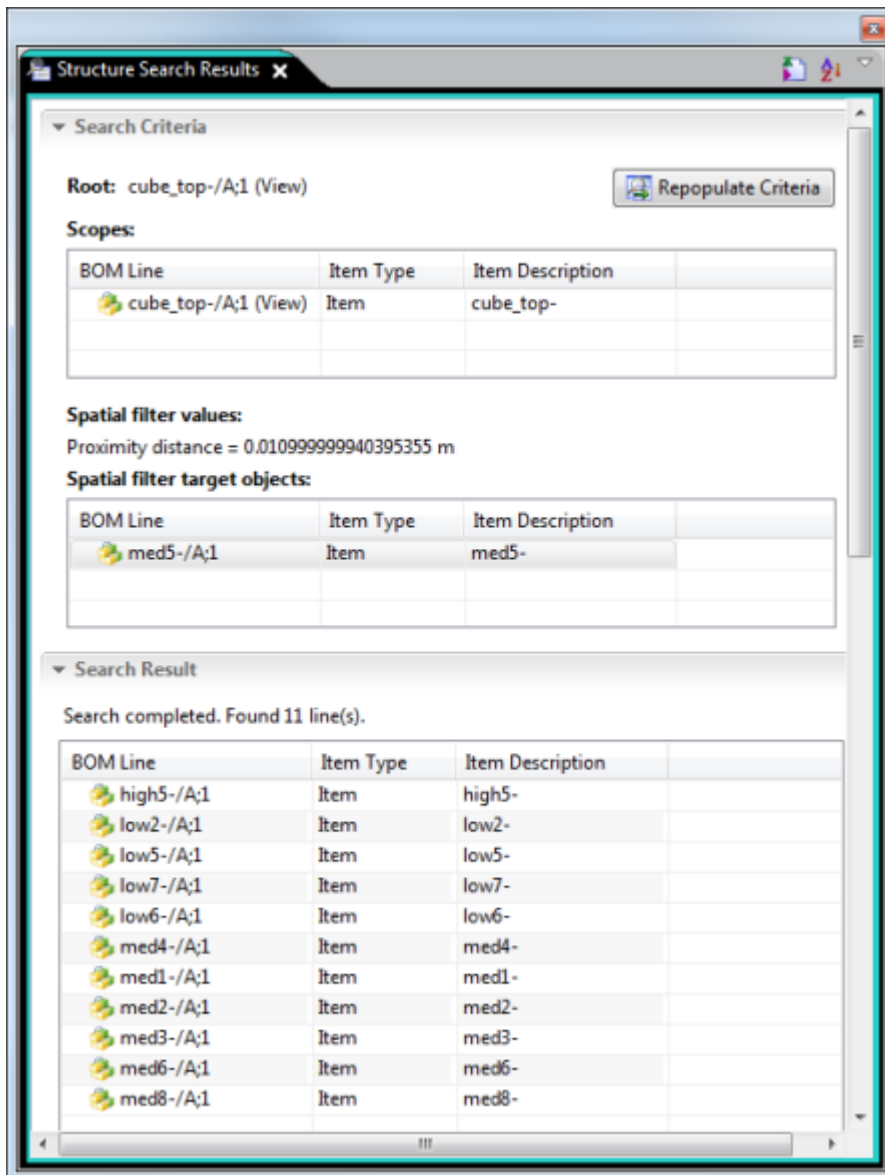 Structure Search Results
Search Criteria
Root: cube_top-/A;1 (View) Repopulate Criteria
Scopes:
BOM Line Item Type Item Description
cube_top-/A;1 (View) Item cube_top-
Spatial filter values:
Proximity distance = 0.010999999940395355 m
Spatial filter target objects:
BOM Line Item Type Item Description
med5-/A;1 Item med5-
Search Result
Search completed. Found 11 line(s).
BOM Line Item Type Item Description
high5-/A;1 Item high5-
low2-/A;1 Item low2-
low5-/A;1 Item low5-
low7-/A;1 Item low7-
low6-/A;1 Item low6-
med4-/A;1 Item med4-
med1-/A;1 Item med1-
med2-/A;1 Item med2-
med3-/A;1 Item med3-
med6-/A;1 Item med6-
med8-/A;1 Item med8-